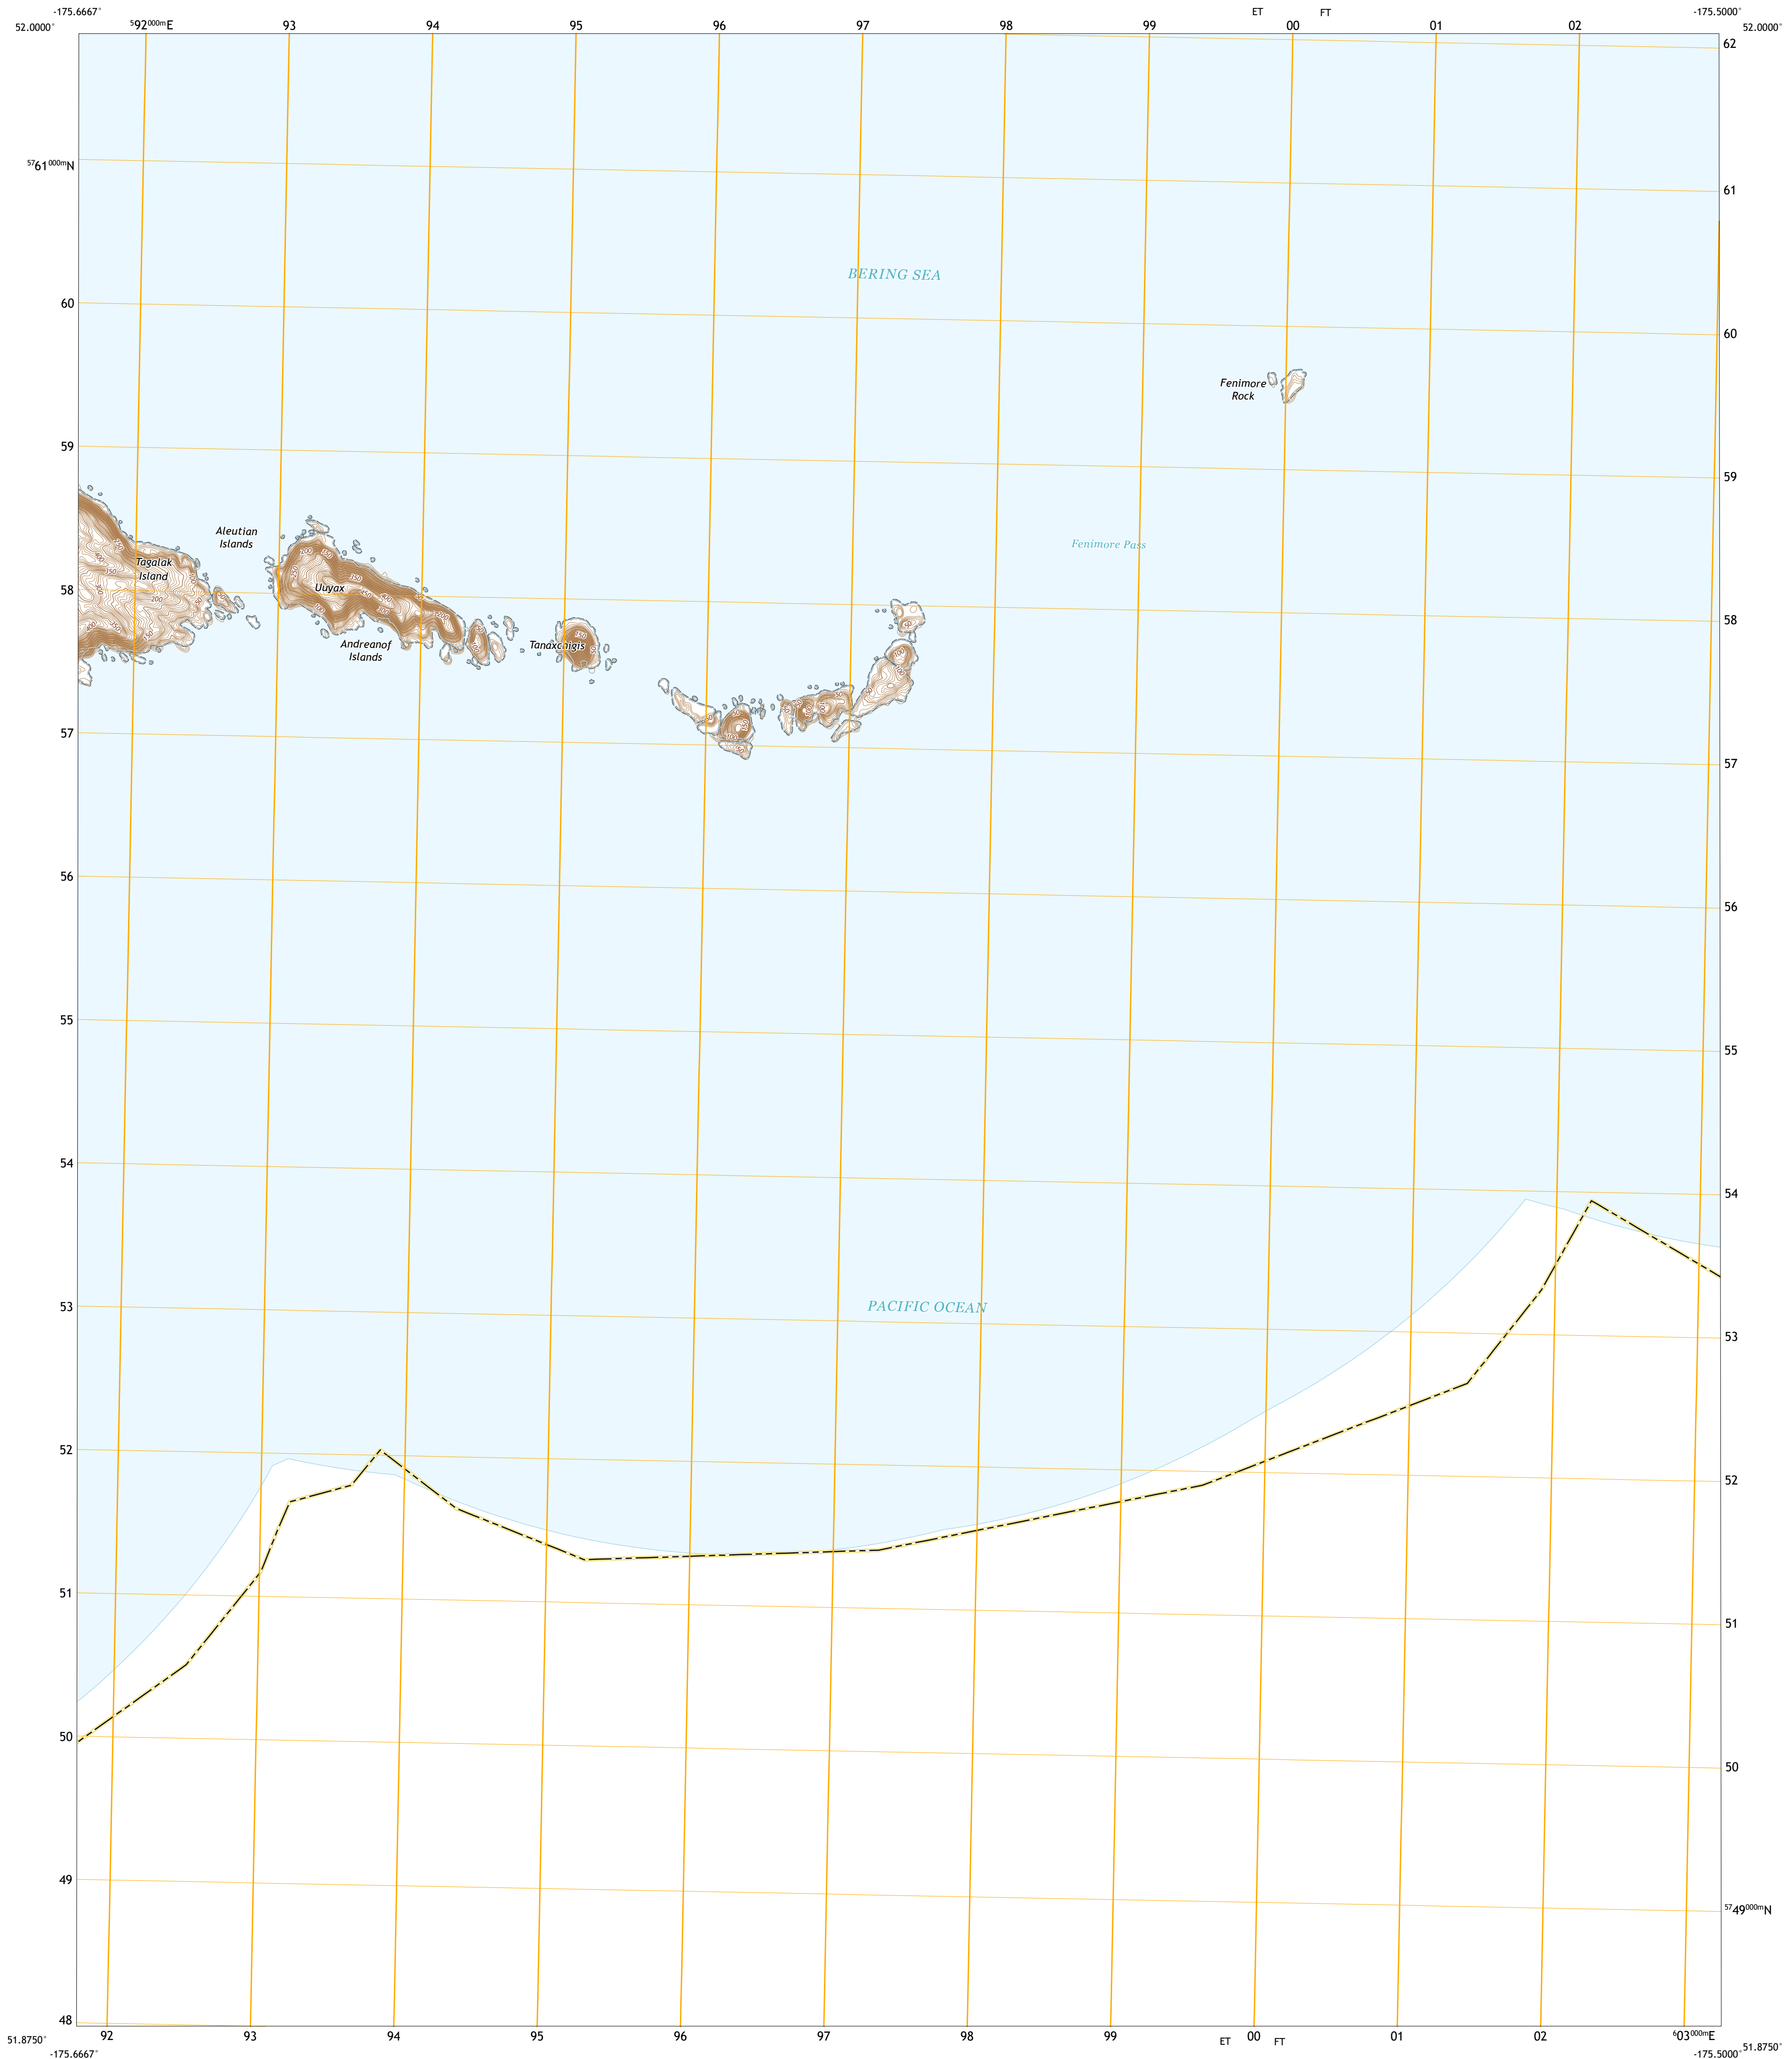 -175.6667° ET FT -175.5000°
52.0000° ⁵92⁰⁰⁰ᵐE 93 94 95 96 97 98 99 00 01 02 52.0000°
62
⁵⁷61⁰⁰⁰ᵐN
61
BERING SEA
60
60
Fenimore
Rock
59
59
Aleutian
Islands
Fenimore Pass
Tagalak
Island
58
Uuyax
58
Andreanof
Islands
Tanaxchigis
57
57
56
56
55
55
54
54
53
PACIFIC OCEAN
53
52
52
51
51
50
50
49
⁵⁷49⁰⁰⁰ᵐN
48
92 93 94 95 96 97 98 99 00 01 02 ⁶03⁰⁰⁰ᵐE
51.8750° ET FT 51.8750°
-175.6667° -175.5000°